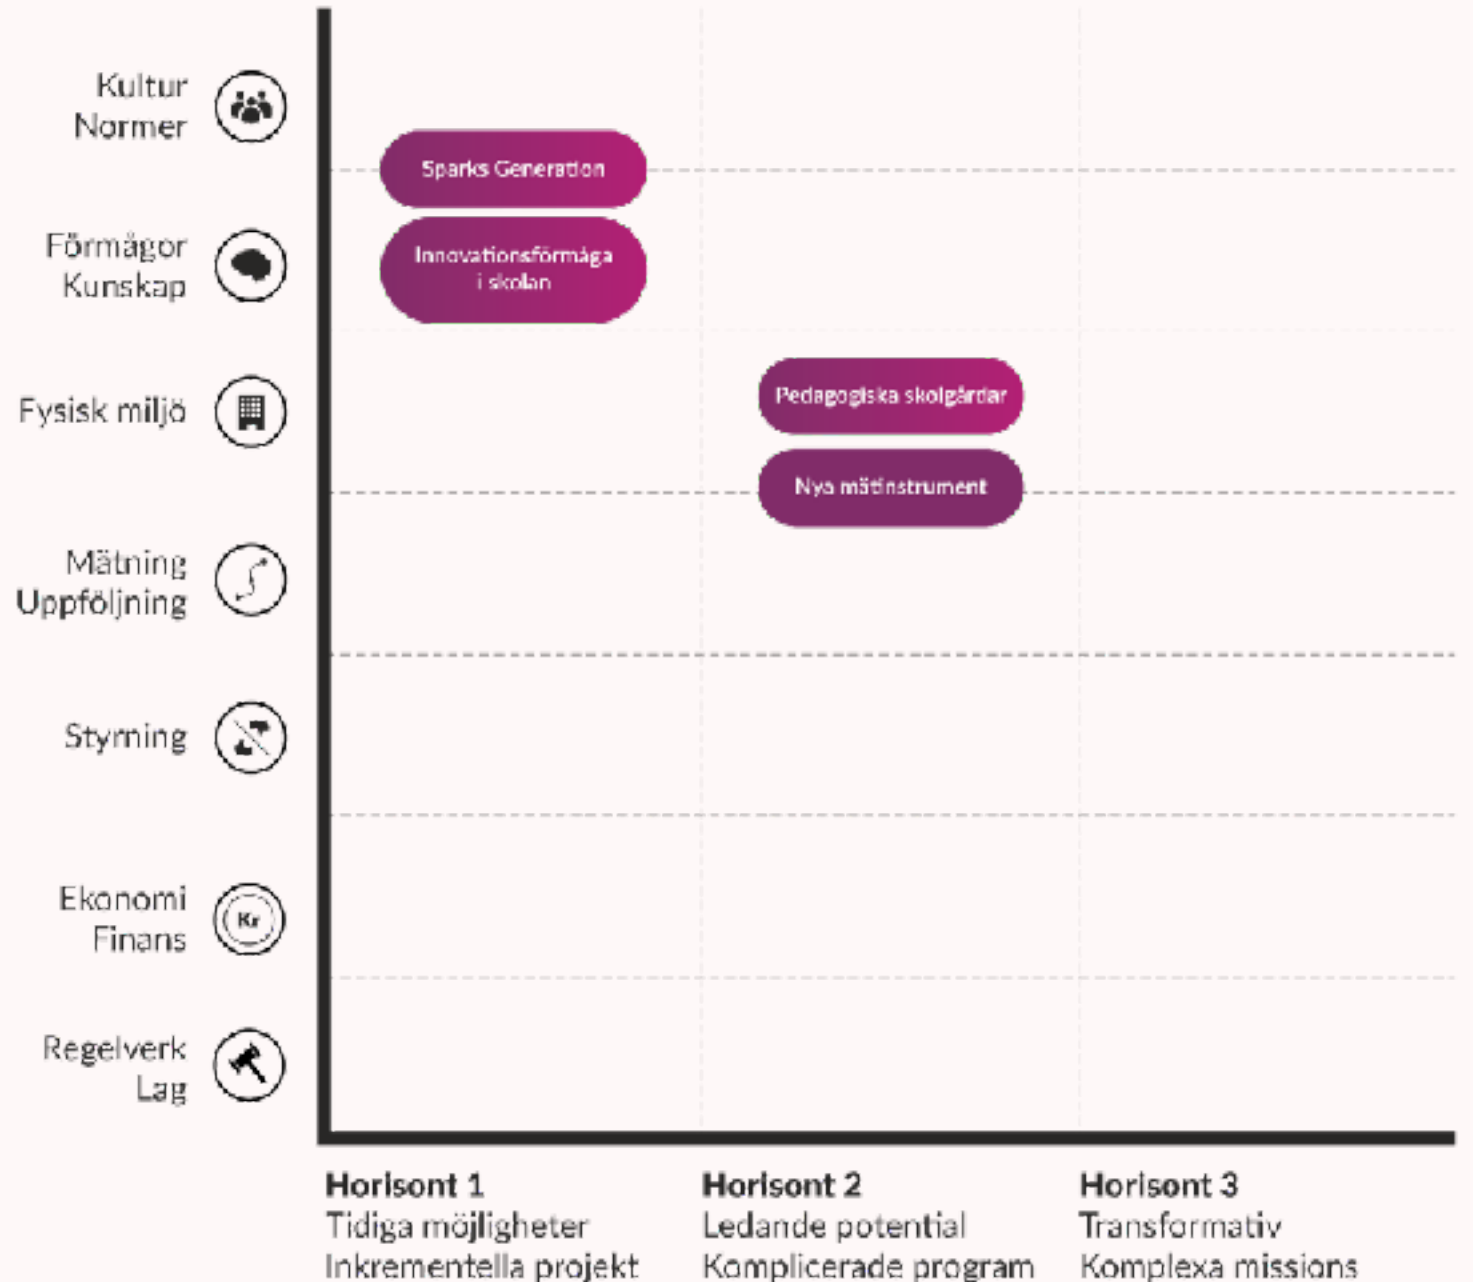 Kultur
Normer
Sparks Generation
Förmågor
Kunskap
Innovationsförmåga
i skolan
Fysisk miljö
Pedagogiska skolgårdar
Nya mätinstrument
Mätning
Uppföljning
Styrning
Ekonomi
Finans
Kr
Regelverk
Lag
Horisont 1
Tidiga möjligheter
Inkrementella projekt
Horisont 2
Ledande potential
Komplicerade program
Horisont 3
Transformativ
Komplexa missions